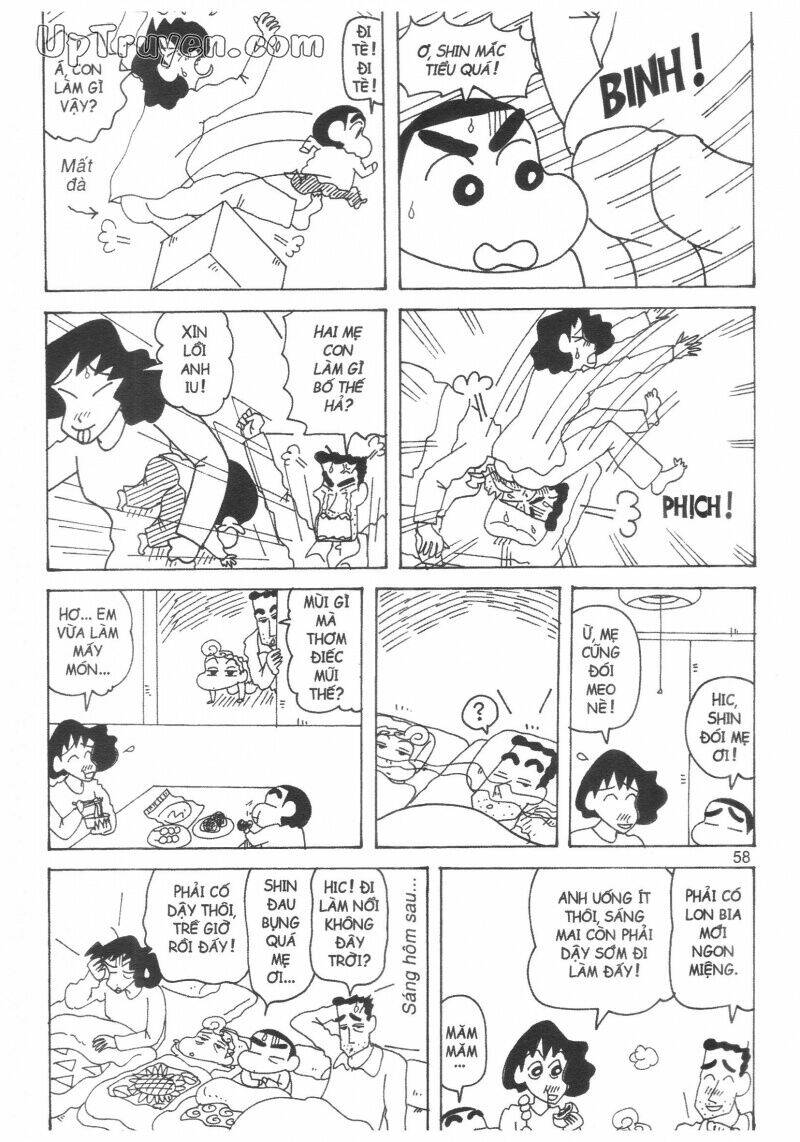 UpTruyen.com
BINH!
Ơ, SHIN MẮC
TIỂU QUÁ!
ĐI
TÈ!
ĐI
TÈ!
Á, CON
LÀM GÌ
VẬY?
Mất
đà
PHỊCH!
HAI MẸ
CON
LÀM GÌ
BỐ THẾ
HẢ?
XIN
LỖI
ANH
IU!
HIC,
SHIN
ĐÓI MẸ
ƠI!
Ừ, MẸ
CŨNG
ĐÓI
MEO
NÈ!
?
MÙI GÌ
MÀ
THƠM
ĐIẾC
MŨI
THẾ?
HƠ... EM
VỪA LÀM
MẤY
MÓN...
58
PHẢI CÓ
LON BIA
MỚI
NGON
MIỆNG.
ANH UỐNG ÍT
THÔI, SÁNG
MAI CÒN PHẢI
DẬY SỚM ĐI
LÀM ĐẤY!
MĂM
MĂM
...
Sáng hôm sau...
HIC! ĐI
LÀM NỔI
KHÔNG
ĐÂY
TRỜI?
SHIN
ĐAU
BỤNG
QUÁ
MẸ
ƠI...
PHẢI CÓ
DẬY THÔI,
TRỄ GIỜ
RỒI ĐẤY!